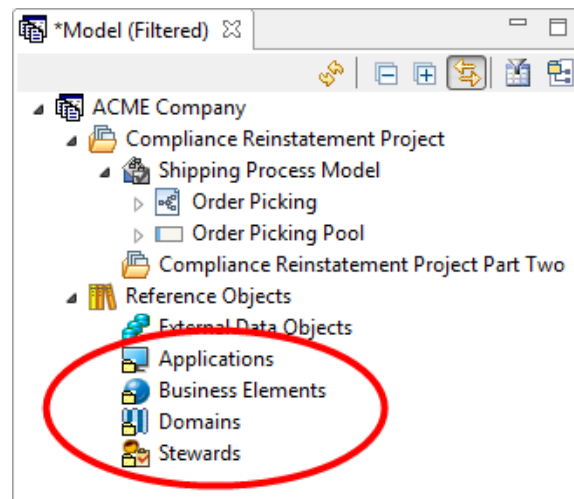 *Model (Filtered)
ACME Company
Compliance Reinstatement Project
Shipping Process Model
Order Picking
Order Picking Pool
Compliance Reinstatement Project Part Two
Reference Objects
External Data Objects
Applications
Business Elements
Domains
Stewards